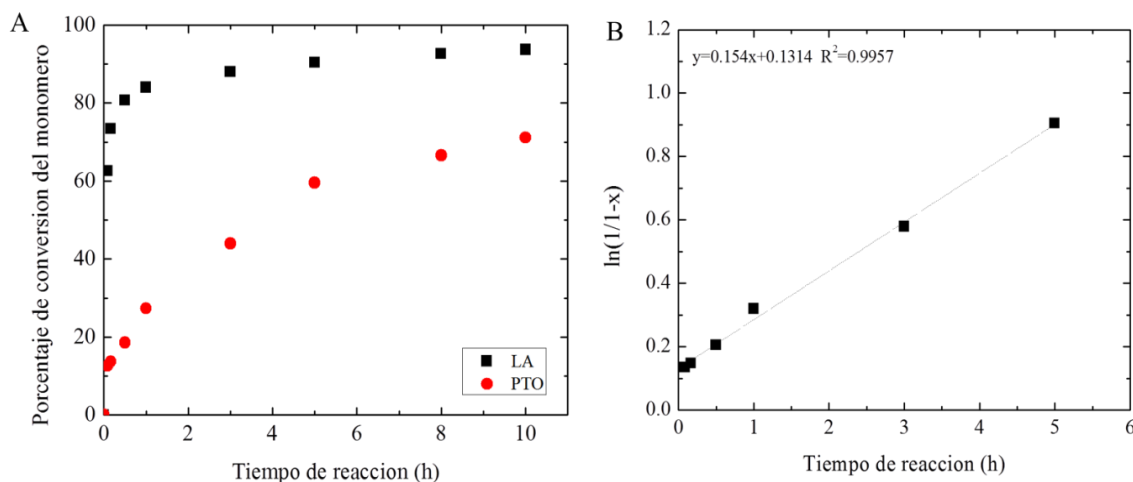 A
Porcentaje de conversion del monomero
100
80
60
40
20
0
0 2 4 6 8 10
Tiempo de reaccion (h)
LA
PTO
B
y=0.154x+0.1314 R²=0.9957
ln(1/1-x)
1.2
1.0
0.8
0.6
0.4
0.2
0.0
0 1 2 3 4 5 6
Tiempo de reaccion (h)